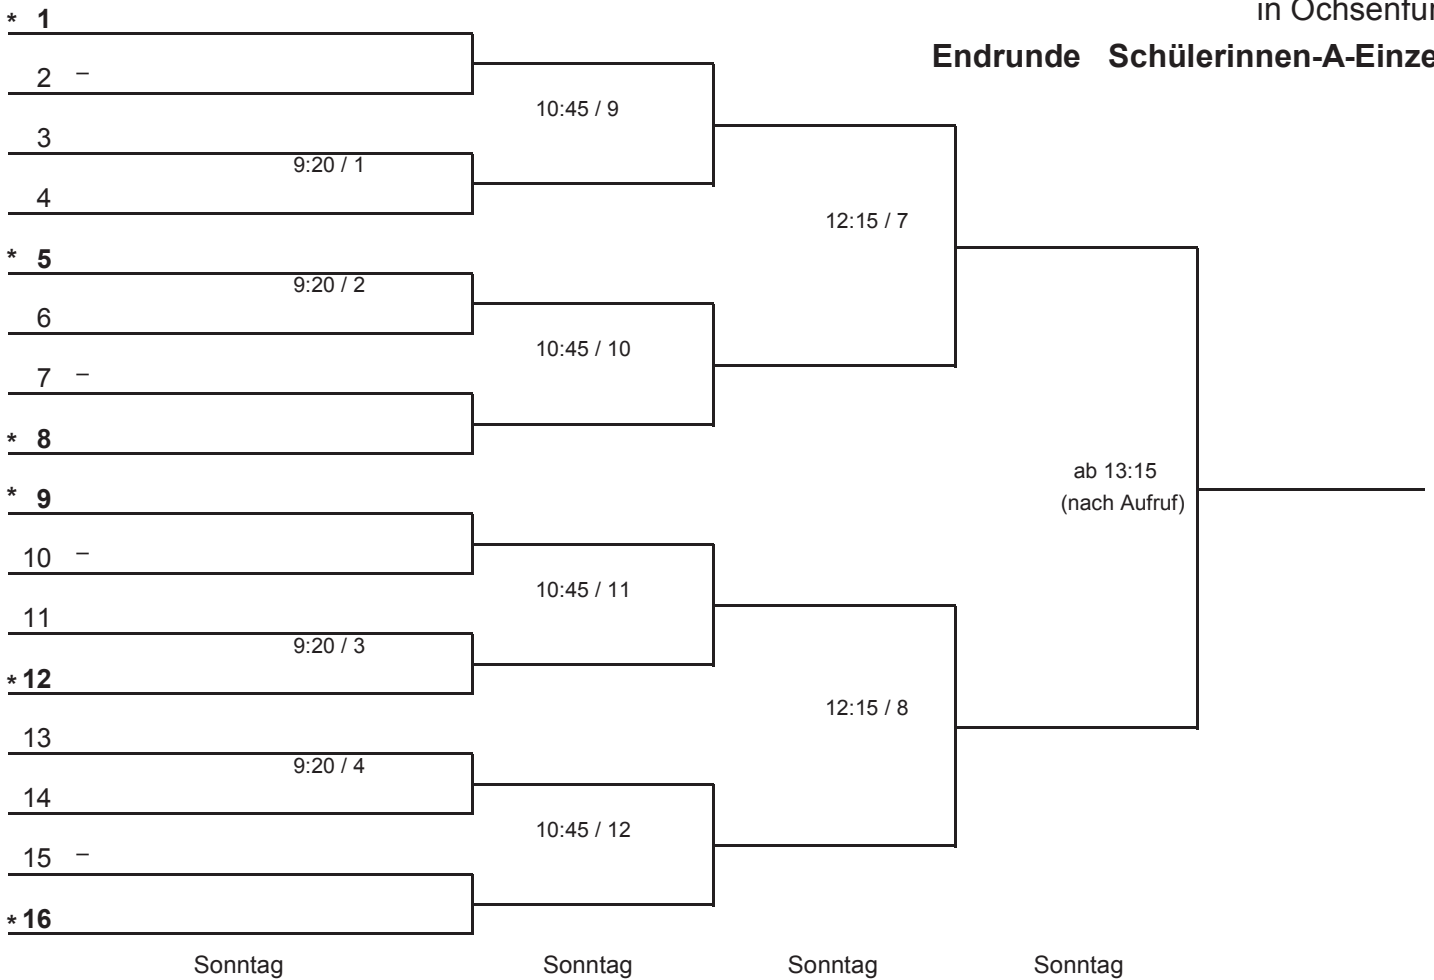 in Ochsenfur
Endrunde Schülerinnen-A-Einze
* 1
2 –
10:45 / 9
3
9:20 / 1
4
12:15 / 7
* 5
9:20 / 2
6
10:45 / 10
7 –
* 8
ab 13:15
(nach Aufruf)
* 9
10 –
10:45 / 11
11
9:20 / 3
* 12
12:15 / 8
13
9:20 / 4
14
10:45 / 12
15 –
* 16
Sonntag Sonntag Sonntag Sonntag